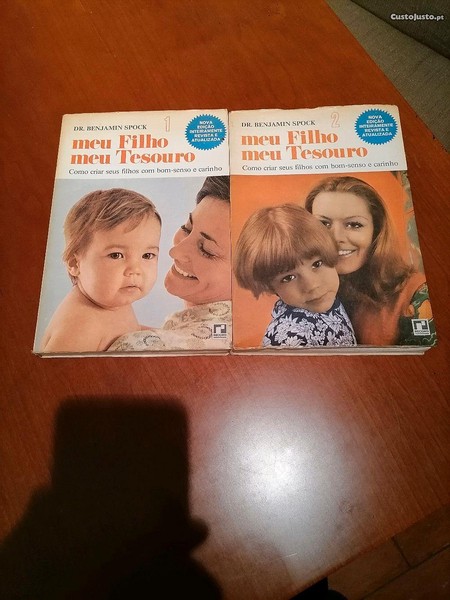 CustoJusto.pt
DR. BENJAMIN SPOCK
1
NOVA
EDIÇÃO
INTEIRAMENTE
REVISTA E
ATUALIZADA
meu Filho
meu Tesouro
Como criar seus filhos com bom-senso e carinho
DR. BENJAMIN SPOCK
2
NOVA
EDIÇÃO
INTEIRAMENTE
REVISTA E
ATUALIZADA
meu Filho
meu Tesouro
Como criar seus filhos com bom-senso e carinho